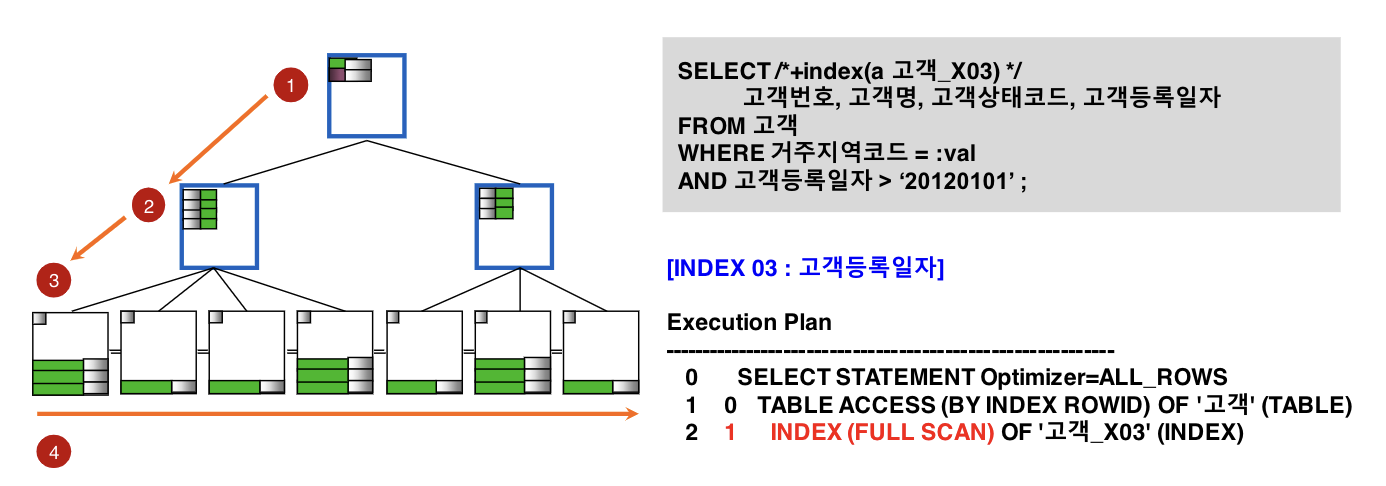 1
2
3
4
SELECT /*+index(a 고객_X03) */
고객번호, 고객명, 고객상태코드, 고객등록일자
FROM 고객
WHERE 거주지역코드 = :val
AND 고객등록일자 > ‘20120101’ ;
[INDEX 03 : 고객등록일자]
Execution Plan
--------------------------------------------------------------
0 SELECT STATEMENT Optimizer=ALL_ROWS
1 0 TABLE ACCESS (BY INDEX ROWID) OF '고객' (TABLE)
2 1 INDEX (FULL SCAN) OF '고객_X03' (INDEX)